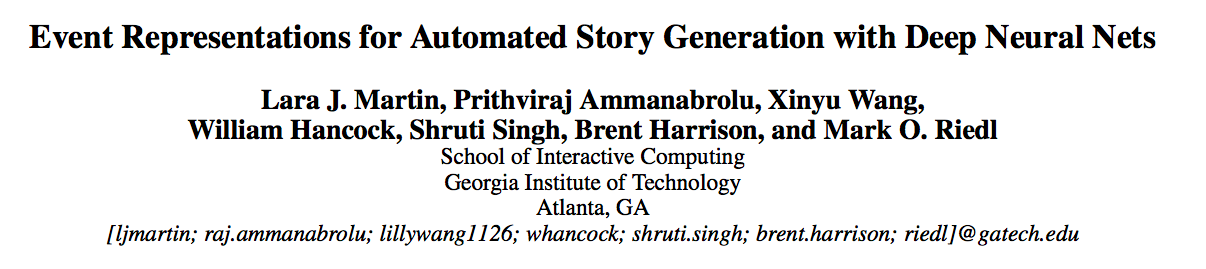 Event Representations for Automated Story Generation with Deep Neural Nets
Lara J. Martin, Prithviraj Ammanabrolu, Xinyu Wang,
William Hancock, Shruti Singh, Brent Harrison, and Mark O. Riedl
School of Interactive Computing
Georgia Institute of Technology
Atlanta, GA
[ljmartin; raj.ammanabrolu; lillywang1126; whancock; shruti.singh; brent.harrison; riedl]@gatech.edu